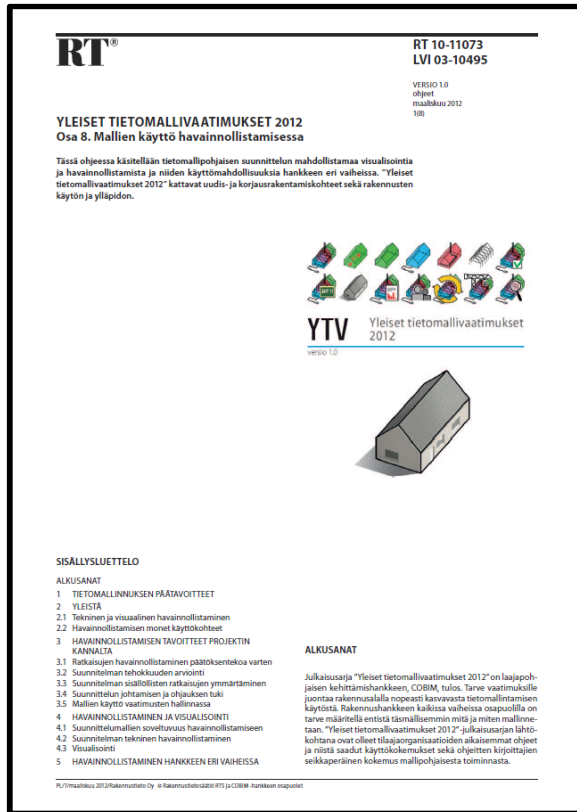 RT®
RT 10-11073
LVI 03-10495
VERSIO 1.0
ohjeet
maaliskuu 2012
1(8)
YLEISET TIETOMALLIVAATIMUKSET 2012
Osa 8. Mallien käyttö havainnollistamisessa
Tässä ohjeessa käsitellään tietomallipohjaisen suunnittelun mahdollistamaa visualisointia
ja havainnollistamista ja niiden käyttömahdollisuuksia hankkeen eri vaiheissa. "Yleiset
tietomallivaatimukset 2012" kattavat uudis- ja korjausrakentamiskohteet sekä rakennusten
käytön ja ylläpidon.
YTV Yleiset tietomallivaatimukset
2012
versio 1.0
SISÄLLYSLUETTELO
ALKUSANAT
1 TIETOMALLINNUKSEN PÄÄTAVOITTEET
2 YLEISTÄ
2.1 Tekninen ja visuaalinen havainnollistaminen
2.2 Havainollistamisen monet käyttökohteet
3 HAVAINNOLLISTAMISEN TAVOITTEET PROJEKTIN
KANNALTA
3.1 Ratkaisujen havainnollistaminen päätöksentekoa varten
3.2 Suunnitelman tehokkuuden arviointi
3.3 Suunnitelman sisällöllisten ratkaisujen ymmärtäminen
3.4 Suunnittelun johtamisen ja ohjauksen tuki
3.5 Mallien käyttö vaatimusten hallinnassa
4 HAVAINNOLLISTAMINEN JA VISUALISOINTI
4.1 Suunnittelumallien soveltuvuus havainnollistamiseen
4.2 Suunnitelman tekninen havainnollistaminen
4.3 Visualisointi
5 HAVAINNOLLISTAMINEN HANKKEEN ERI VAIHEISSA
ALKUSANAT
Julkaisusarja "Yleiset tietomallivaatimukset 2012" on laajapoh-
jaisen kehittämishankkeen, COBIM, tulos. Tarve vaatimuksille
juontaa rakennusalalla nopeasti kasvavasta tietomallintamisen
käytöstä. Rakennushankkeen kaikissa vaiheissa osapuolilla on
tarve määritellä entistä täsmällisemmin mitä ja miten mallinne-
taan. "Yleiset tietomallivaatimukset 2012" -julkaisusarjan lähtö-
kohtana ovat olleet tilaajaorganisaatioiden aikaisemmat ohjeet
ja niistä saadut käyttökokemukset sekä ohjeitten kirjoittajien
seikkaperäinen kokemus mallipohjaisesta toiminnasta.
PL/1/maaliskuu 2012/Rakennustieto Oy © Rakennustietosäätiö RTS ja COBIM -hankkeen osapuolet